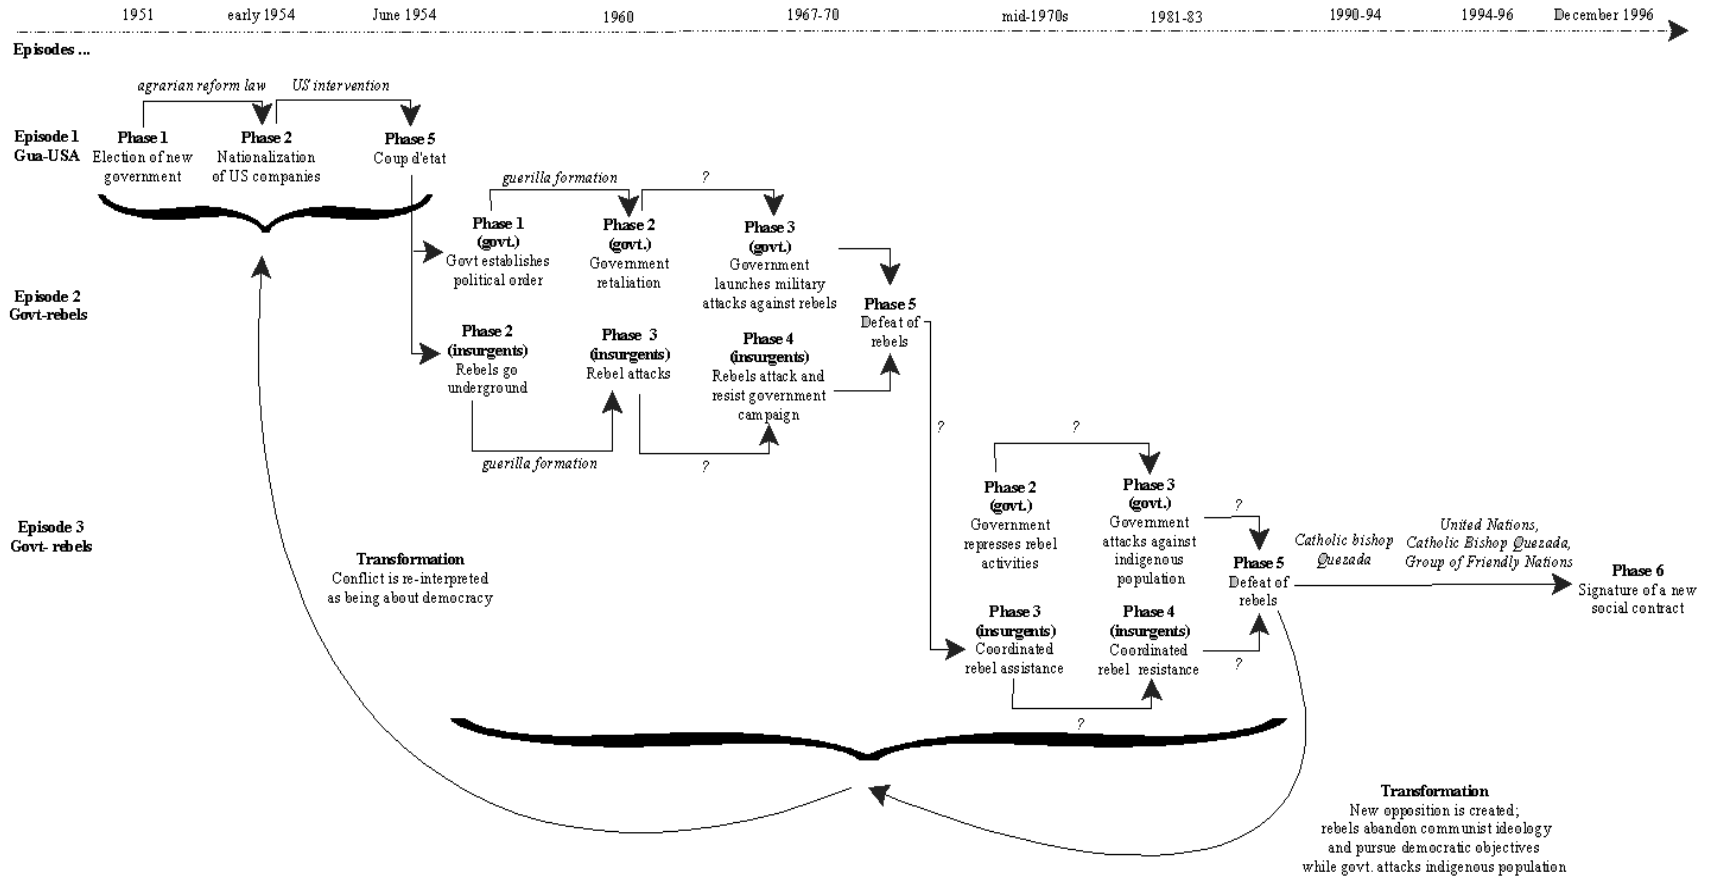 1951 early 1954 June 1954 1960 1967-70 mid-1970s 1981-83 1990-94 1994-96 December 1996
Episodes ...
agrarian reform law US intervention
Episode 1
Gua-USA
Phase 1
Election of new
government
Phase 2
Nationalization
of US companies
Phase 5
Coup d'etat
Episode 2
Govt-rebels
guerilla formation ?
Phase 1
(govt.)
Govt establishes
political order
Phase 2
(govt.)
Government
retaliation
Phase 3
(govt.)
Government
launches military
attacks against rebels
Phase 2
(insurgents)
Rebels go
underground
Phase 3
(insurgents)
Rebel attacks
Phase 4
(insurgents)
Rebels attack and
resist government
campaign
guerilla formation ?
Phase 5
Defeat of
rebels
?
Episode 3
Govt- rebels
Transformation
Conflict is re-interpreted
as being about democracy
?
Phase 2
(govt.)
Government
represses rebel
activities
Phase 3
(govt.)
Government
attacks against
indigenous
population
?
Phase 3
(insurgents)
Coordinated
rebel assistance
Phase 4
(insurgents)
Coordinated
rebel resistance
?
?
Phase 5
Defeat of
rebels
Catholic bishop
Quezada
United Nations,
Catholic Bishop Quezada,
Group of Friendly Nations
Phase 6
Signature of a new
social contract
Transformation
New opposition is created;
rebels abandon communist ideology
and pursue democratic objectives
while govt. attacks indigenous population